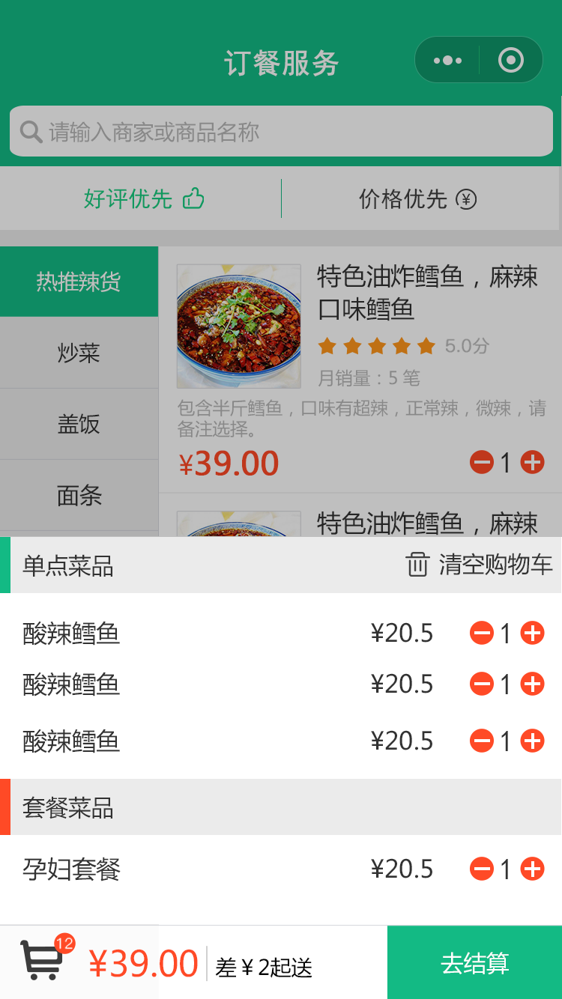 订餐服务
请输入商家或商品名称
好评优先
价格优先 ¥
热推辣货
炒菜
盖饭
面条
特色油炸鳕鱼，麻辣
口味鳕鱼
5.0分
月销量：5 笔
包含半斤鳕鱼，口味有超辣，正常辣，微辣，请
备注选择。
¥39.00
1
特色油炸鳕鱼，麻辣
单点菜品
清空购物车
酸辣鳕鱼 ¥20.5 1
酸辣鳕鱼 ¥20.5 1
酸辣鳕鱼 ¥20.5 1
套餐菜品
孕妇套餐 ¥20.5 1
12
¥39.00
差￥2起送
去结算